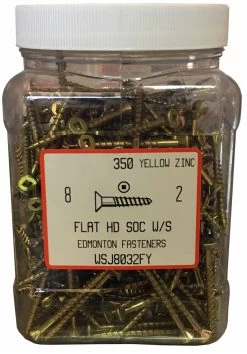 350 YELLOW ZINC
8 2
FLAT HD SOC W/S
EDMONTON FASTENERS
WSJ8032FY